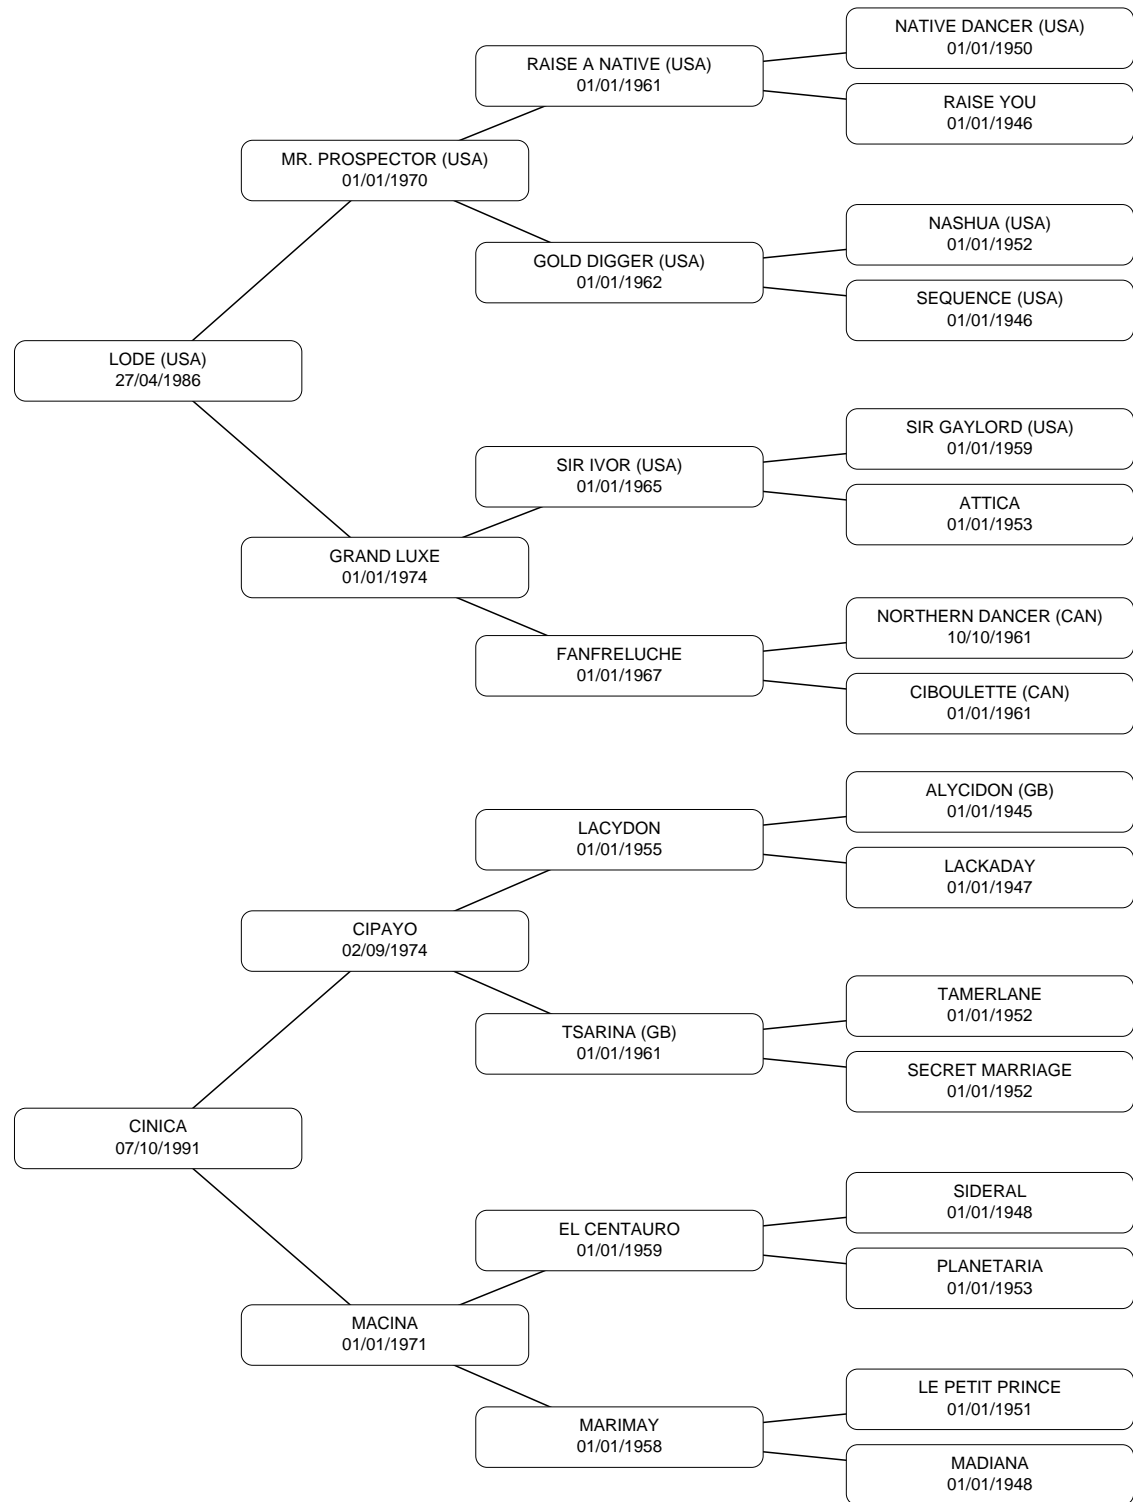 NATIVE DANCER (USA)
01/01/1950
RAISE A NATIVE (USA)
01/01/1961
RAISE YOU
01/01/1946
MR. PROSPECTOR (USA)
01/01/1970
NASHUA (USA)
01/01/1952
GOLD DIGGER (USA)
01/01/1962
SEQUENCE (USA)
01/01/1946
LODE (USA)
27/04/1986
SIR GAYLORD (USA)
01/01/1959
SIR IVOR (USA)
01/01/1965
ATTICA
01/01/1953
GRAND LUXE
01/01/1974
NORTHERN DANCER (CAN)
10/10/1961
FANFRELUCHE
01/01/1967
CIBOULETTE (CAN)
01/01/1961
ALYCIDON (GB)
01/01/1945
LACYDON
01/01/1955
LACKADAY
01/01/1947
CIPAYO
02/09/1974
TAMERLANE
01/01/1952
TSARINA (GB)
01/01/1961
SECRET MARRIAGE
01/01/1952
CINICA
07/10/1991
SIDERAL
01/01/1948
EL CENTAURO
01/01/1959
PLANETARIA
01/01/1953
MACINA
01/01/1971
LE PETIT PRINCE
01/01/1951
MARIMAY
01/01/1958
MADIANA
01/01/1948